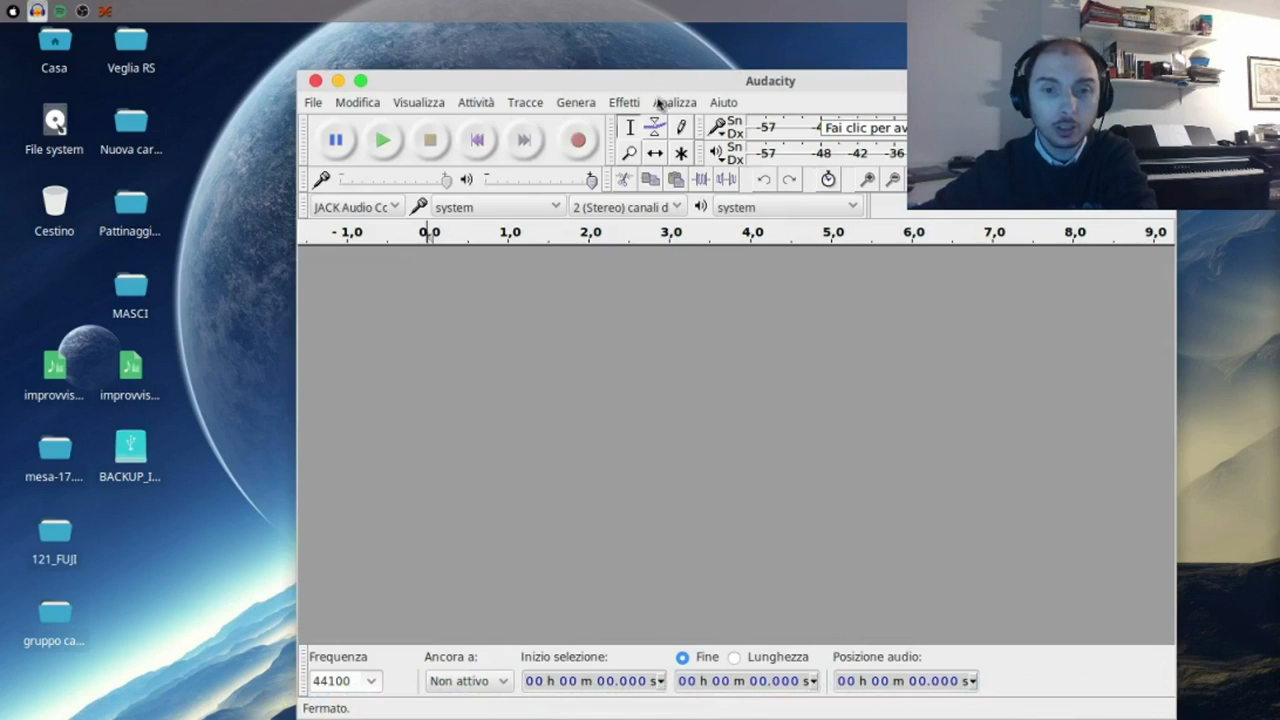 Casa
Veglia RS
File system
Nuova car...
Cestino
Pattinaggi...
MASCI
improvvis...
improvvis...
mesa-17....
BACKUP_I...
121_FUJI
gruppo ca...
Audacity
File Modifica Visualizza Attività Tracce Genera Effetti Analizza Aiuto
Sn
Dx
-57 -4 Fai clic per av
Sn
Dx
-57 -48 -42 -36
JACK Audio Cc system 2 (Stereo) canali d system
- 1,0 0,0 1,0 2,0 3,0 4,0 5,0 6,0 7,0 8,0 9,0
Frequenza Ancora a: Inizio selezione: Fine Lunghezza Posizione audio:
44100 Non attivo 00 h 00 m 00.000 s 00 h 00 m 00.000 s 00 h 00 m 00.000 s
Fermato.